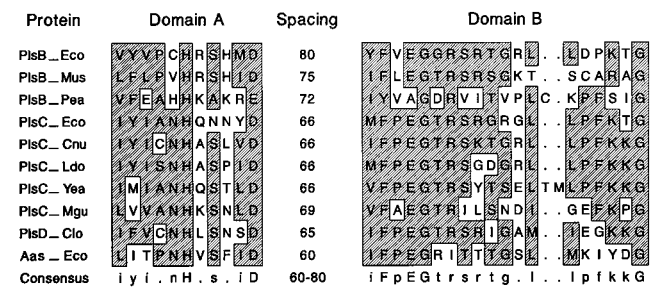 Protein Domain A Spacing Domain B
PlsB_Eco VYVPCHRSHMD 80 YFVEGGRSRTGRL..LDPKTG
PlsB_Mus LFLPVHRSHID 75 IFLEGTRSRSGKT..SCARAG
PlsB_Pea VFEAHHKAKRE 72 IYVAGDRVITVPLC.KPFSIG
PlsC_Eco IYIANHQNNYD 66 MFPEGTRSRGRGL..LPFKTG
PlsC_Cnu IYICNHASLVD 66 IFPEGTRSKTGRL..LPFKKG
PlsC_Ldo IYISNHASPID 66 MFPEGTRSGDGRL..LPFKKG
PlsC_Yea IMIANHQSTLD 66 VFPEGTRSYTSELTMLPFKKG
PlsC_Mgu LVVANHKSNLD 69 VFAEGTRILSNDI..GEFKPG
PlsD_Clo IFVCNHLSNSD 65 IFPEGTRSRIGAM..IEGKKG
Aas_Eco LITPNHVSFID 60 IFPEGRITTTGSL..MKIYDG
Consensus iyi.nH.s.iD 60-80 iFpEGtrsrtg.l..lpfkkG